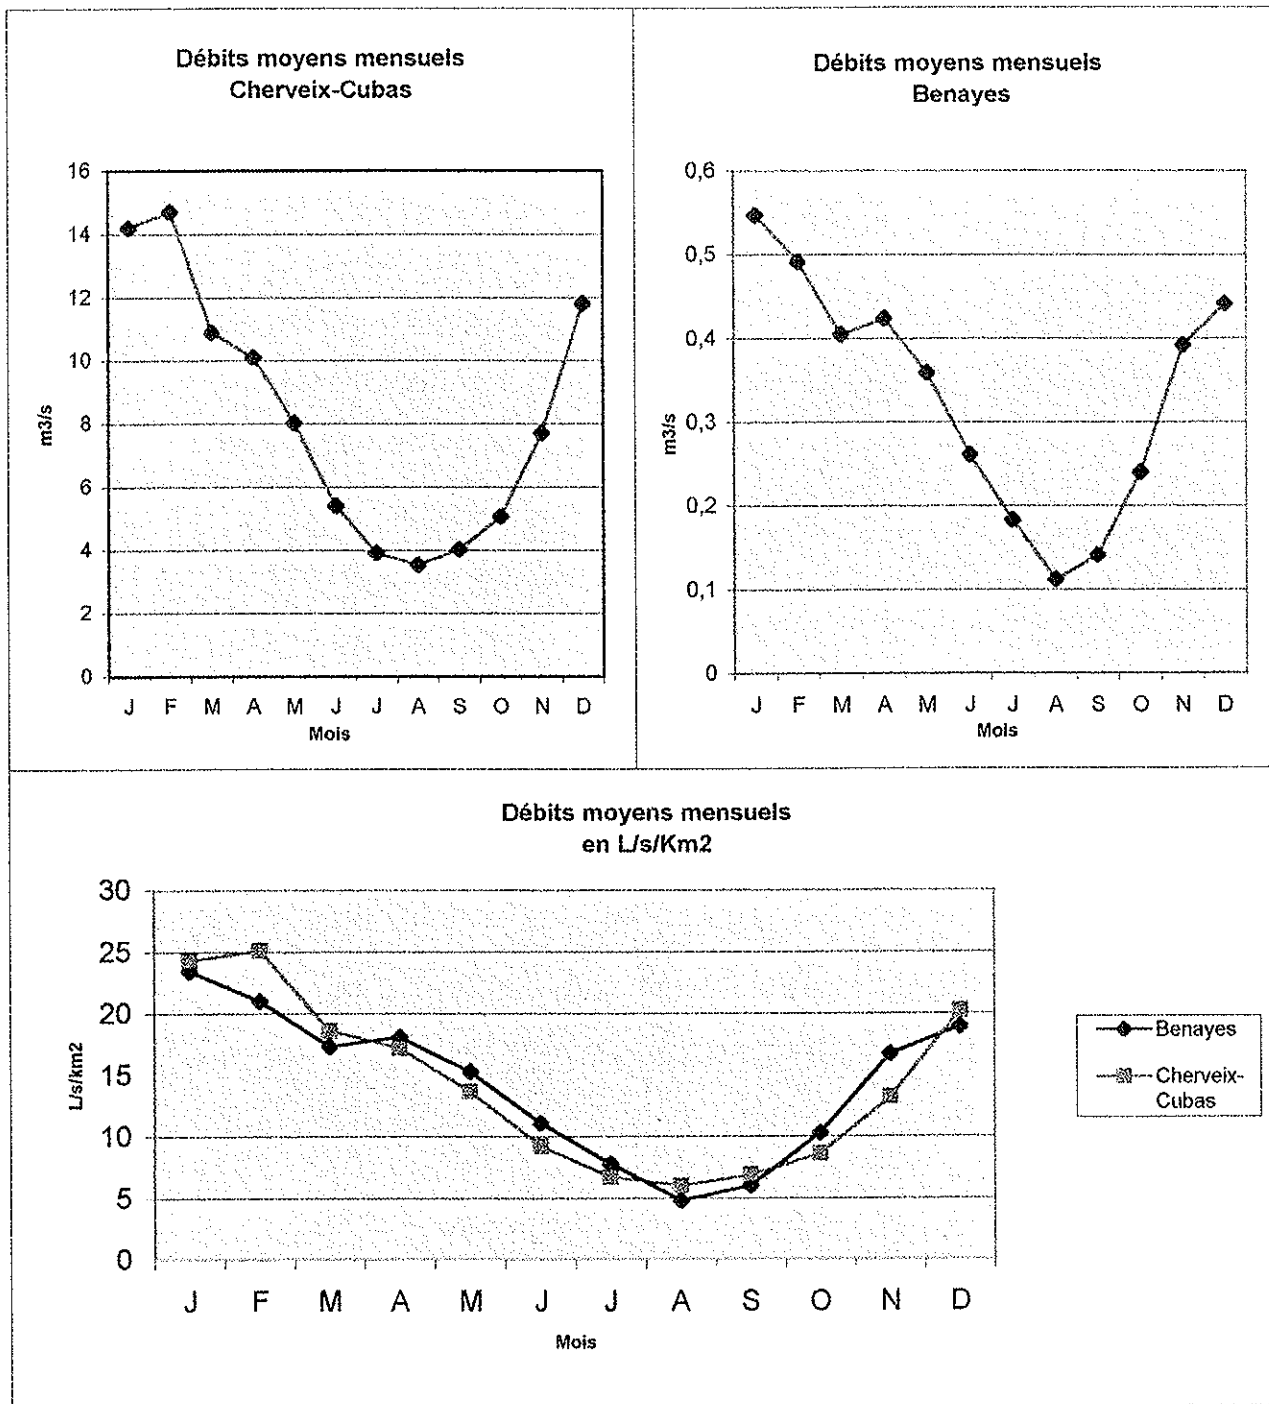 Débits moyens mensuels
Cherveix-Cubas
16
14
12
10
8
6
4
2
0
m3/s
J F M A M J J A S O N D
Mois
Débits moyens mensuels
Benayes
0,6
0,5
0,4
0,3
0,2
0,1
0
m3/s
J F M A M J J A S O N D
Mois
Débits moyens mensuels
en L/s/Km2
30
25
20
15
10
5
0
L/s/km2
J F M A M J J A S O N D
Mois
Benayes
Cherveix-
Cubas